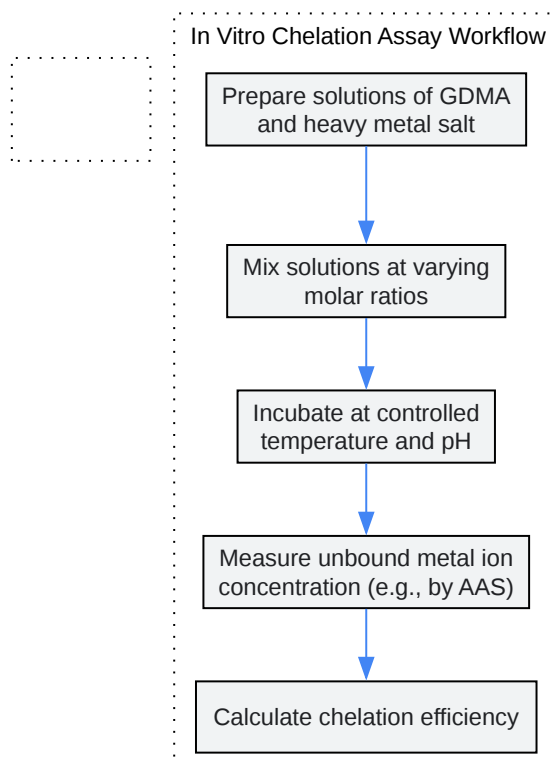 In Vitro Chelation Assay Workflow
Prepare solutions of GDMA
and heavy metal salt
Mix solutions at varying
molar ratios
Incubate at controlled
temperature and pH
Measure unbound metal ion
concentration (e.g., by AAS)
Calculate chelation efficiency